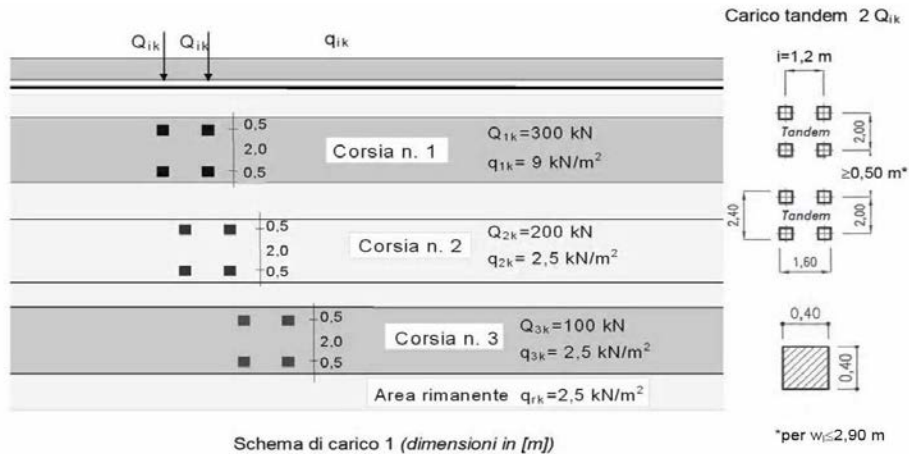 Carico tandem 2 Qik
Qik Qik qik
i=1,2 m
0,5
2,0
0,5
Corsia n. 1
Q1k=300 kN
q1k= 9 kN/m²
Tandem
2,00
≥0,50 m*
0,5
2,0
0,5
Corsia n. 2
Q2k=200 kN
q2k= 2,5 kN/m²
2,40
Tandem
2,00
1,60
0,5
2,0
0,5
Corsia n. 3
Q3k=100 kN
q3k= 2,5 kN/m²
0,40
0,40
Area rimanente qrk=2,5 kN/m²
Schema di carico 1 (dimensioni in [m])
*per wl≤2,90 m